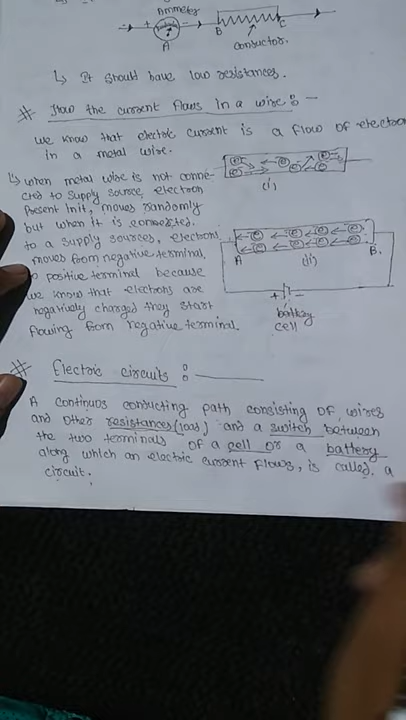 Ammeter
+ -
A
B
C
conductor.
↳ It should have low resistances.
# How the current flows in a wire : -
We know that electric current is a flow of electron
in a metal wire.
↳ when metal wire is not conne-
cted to supply source, electron
Present in it, moves randomly
but when it is connected.
to a supply sources, electrons
moves from negative terminal,
to positive terminal because
we know that electrons are
negatively charged they start
flowing from negative terminal.
(i)
A
(ii)
B.
+ -
battery
cell
# Electric circuits :
A continuos conducting path consisting of, wires
and other resistances (load) and a switch between
the two terminals of a cell or a battery
along which an electric current flows, is called. a
circuit.